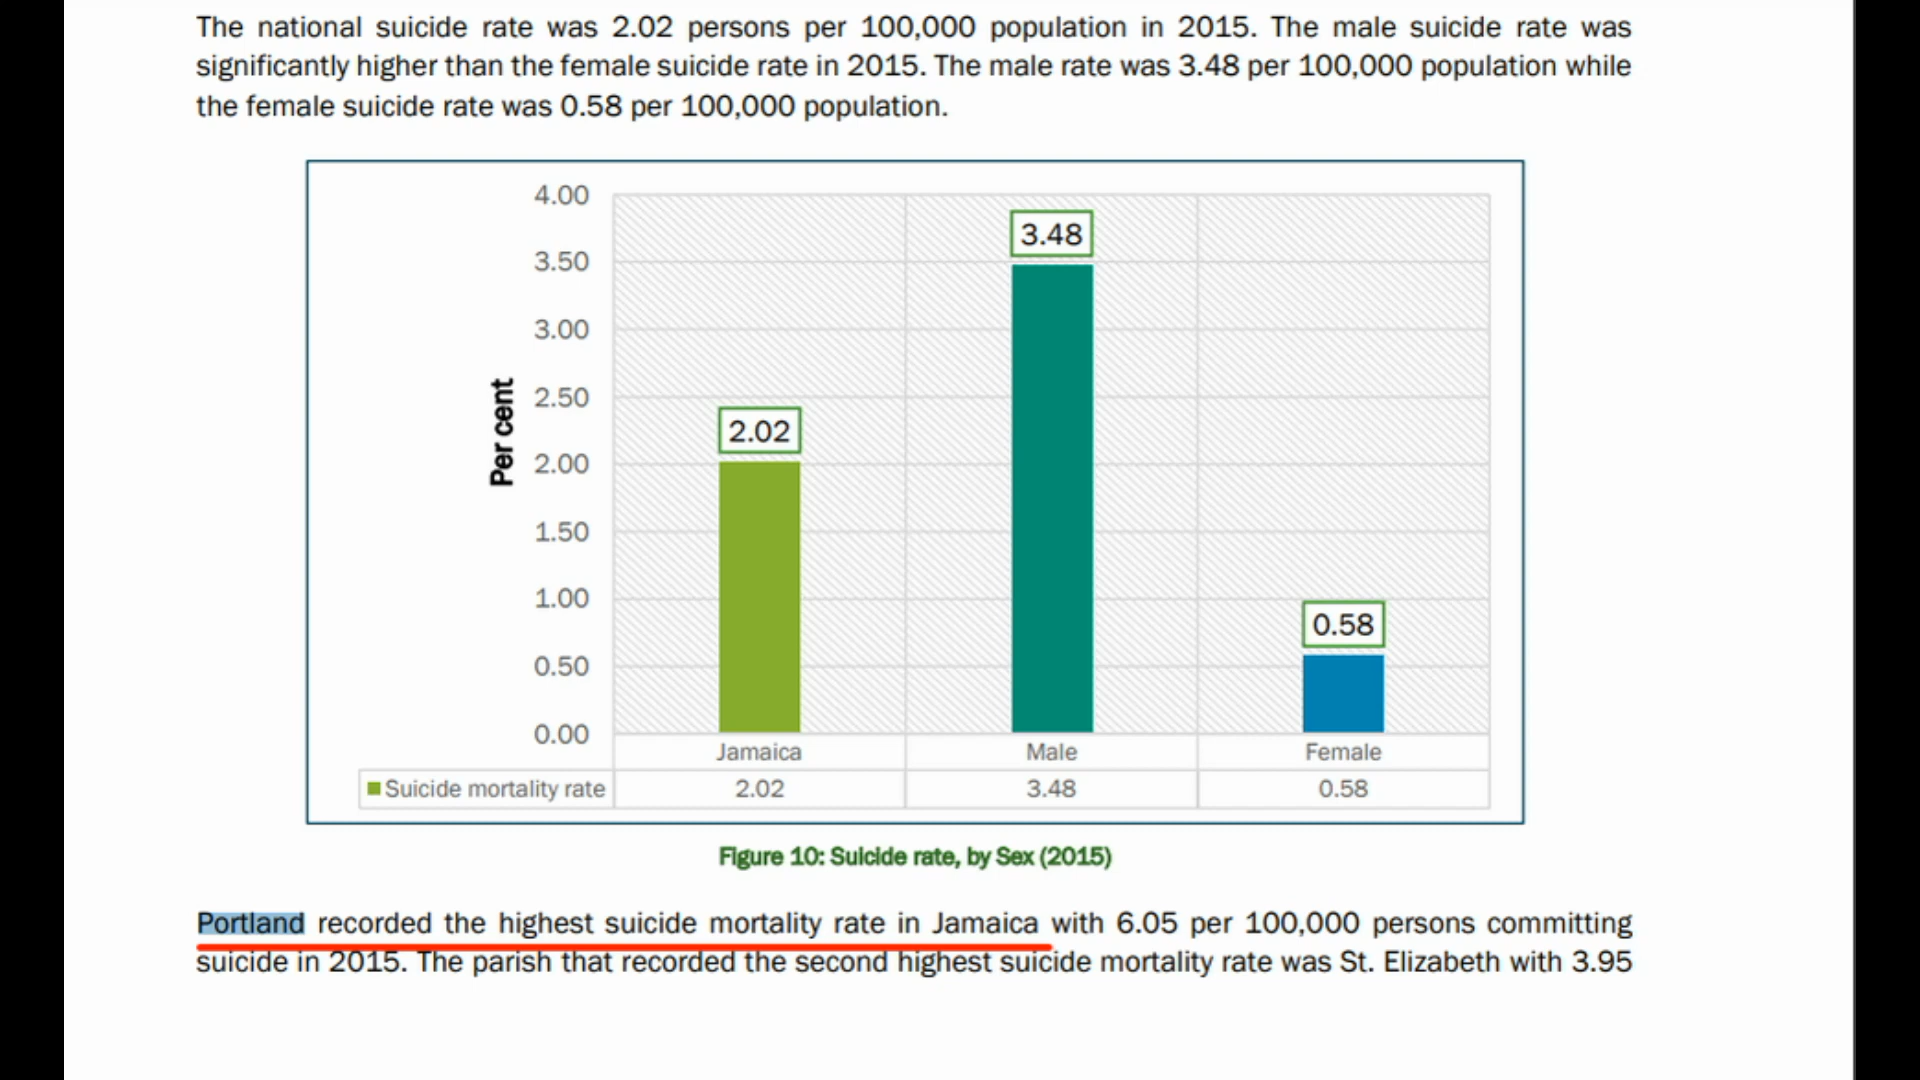 The national suicide rate was 2.02 persons per 100,000 population in 2015. The male suicide rate was
significantly higher than the female suicide rate in 2015. The male rate was 3.48 per 100,000 population while
the female suicide rate was 0.58 per 100,000 population.
4.00
3.50
3.00
2.50
2.00
1.50
1.00
0.50
0.00
Per cent
2.02
3.48
0.58
Jamaica Male Female
Suicide mortality rate 2.02 3.48 0.58
Figure 10: Suicide rate, by Sex (2015)
Portland recorded the highest suicide mortality rate in Jamaica with 6.05 per 100,000 persons committing
suicide in 2015. The parish that recorded the second highest suicide mortality rate was St. Elizabeth with 3.95